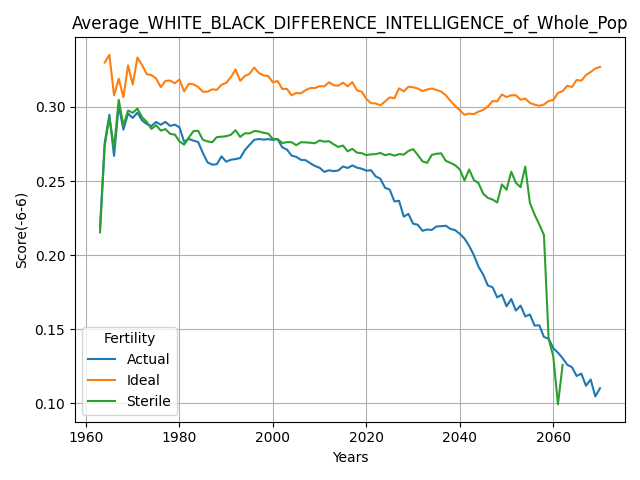 Average_WHITE_BLACK_DIFFERENCE_INTELLIGENCE_of_Whole_Pop
Score(-6-6)
0.30
0.25
0.20
0.15
0.10
Fertility
Actual
Ideal
Sterile
1960 1980 2000 2020 2040 2060
Years